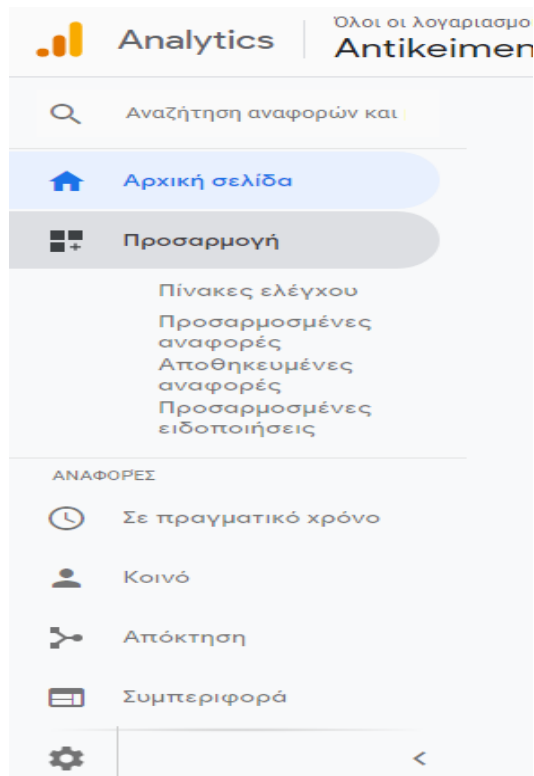 Analytics
Όλοι οι λογαριασμο
Antikeimen
Αναζήτηση αναφορών και
Αρχική σελίδα
Προσαρμογή
Πίνακες ελέγχου
Προσαρμοσμένες
αναφορές
Αποθηκευμένες
αναφορές
Προσαρμοσμένες
ειδοποιήσεις
ΑΝΑΦΟΡΈΣ
Σε πραγματικό χρόνο
Κοινό
Απόκτηση
Συμπεριφορά